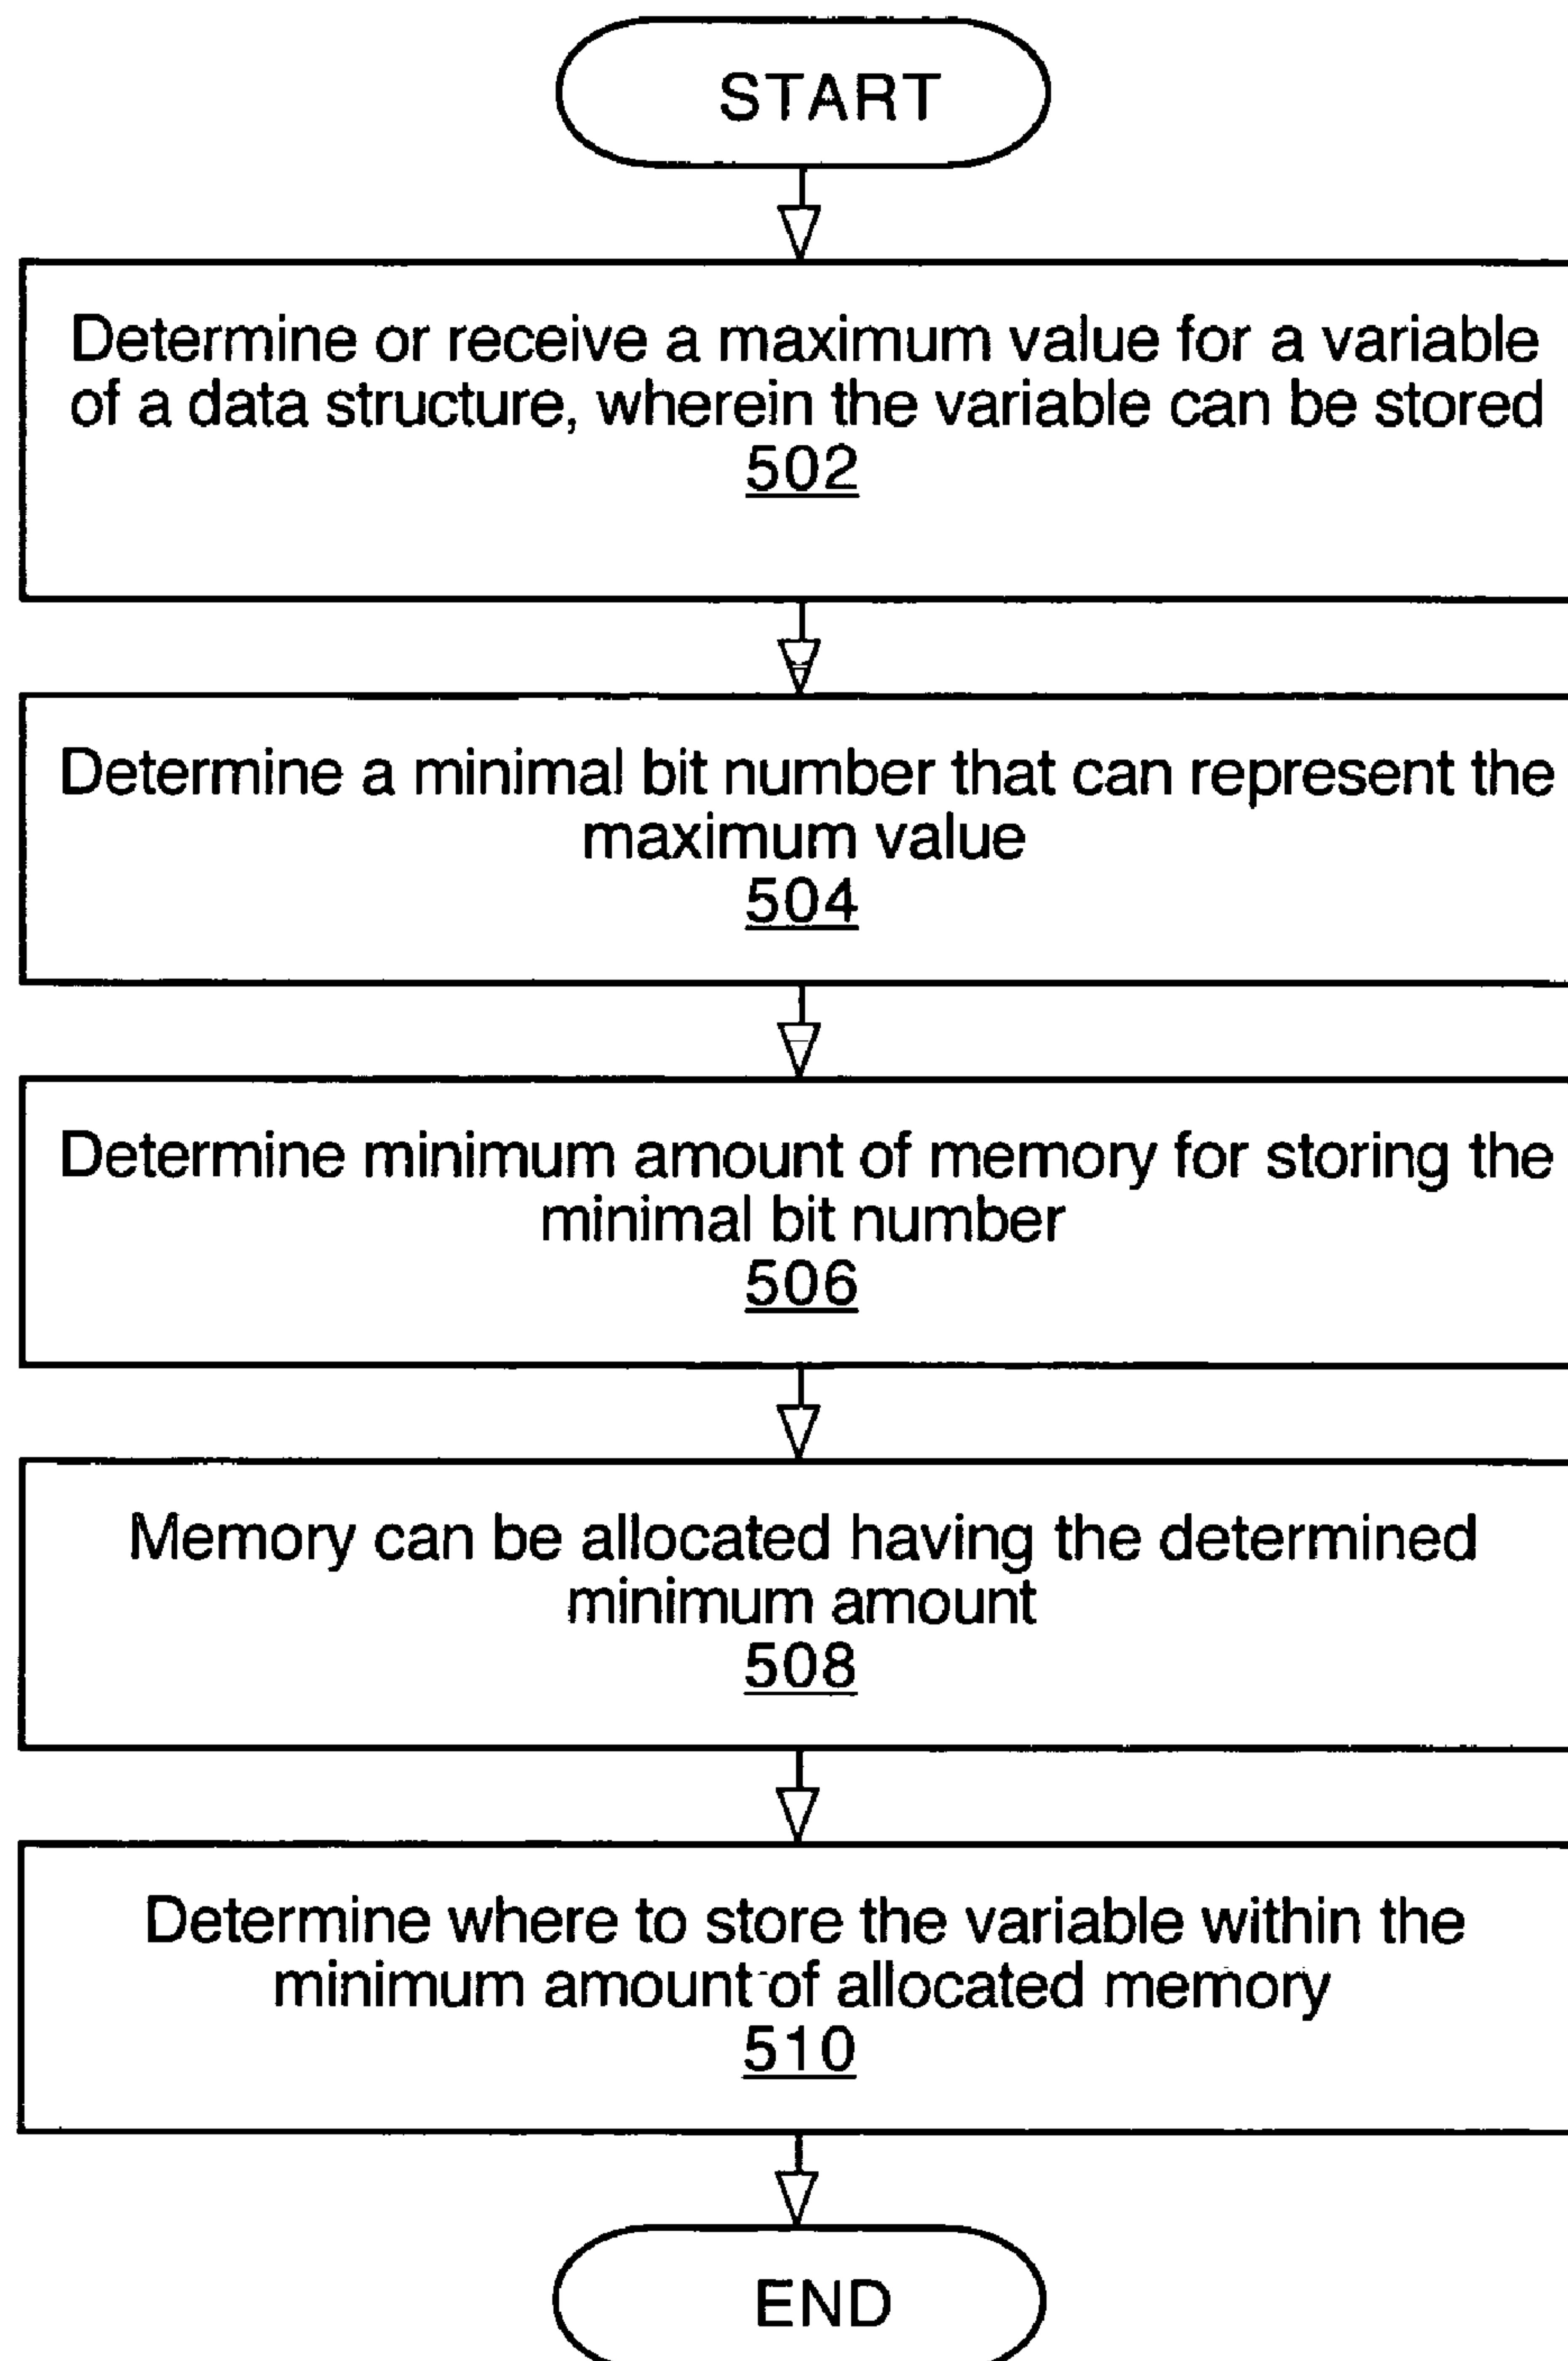 START
Determine or receive a maximum value for a variable
of a data structure, wherein the variable can be stored
502
Determine a minimal bit number that can represent the
maximum value
504
Determine minimum amount of memory for storing the
minimal bit number
506
Memory can be allocated having the determined
minimum amount
508
Determine where to store the variable within the
minimum amount of allocated memory
510
END